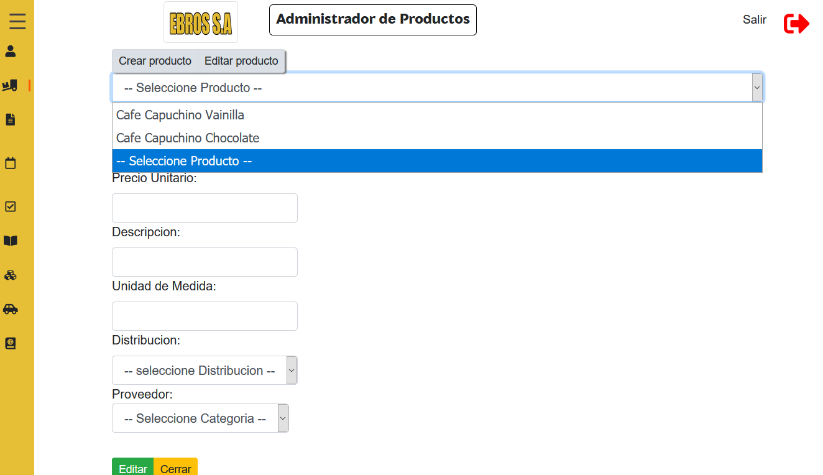 EBROS S.A
Administrador de Productos
Salir
Crear producto Editar producto
-- Seleccione Producto --
Cafe Capuchino Vainilla
Cafe Capuchino Chocolate
-- Seleccione Producto --
Precio Unitario:
Descripcion:
Unidad de Medida:
Distribucion:
-- seleccione Distribucion --
Proveedor:
-- Seleccione Categoria --
Editar Cerrar